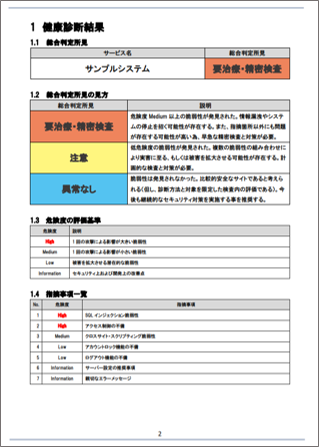 1 健康診断結果
1.1 総合判定所見
サービス名 総合判定所見
サンプルシステム 要治療・精密検査
1.2 総合判定所見の見方
総合判定所見 説明
要治療・精密検査
危険度 Medium 以上の脆弱性が発見された。情報漏洩やシステムの停止を招く可能性が存在する。また、指摘箇所以外にも問題が存在する可能性が高い為、早急な精密検査と対策が必要。
注意
低危険度の脆弱性が発見された。複数の脆弱性の組み合わせにより実害に至る、もしくは被害を拡大させる可能性が存在する。計画的な検査と対策が必要。
異常なし
脆弱性は発見されなかった。比較的安全なサイトであると考えられる(但し、診断方法と対象を限定した検査内の評価である)。今後も継続的なセキュリティ対策を実施する事を推奨する。
1.3 危険度の評価基準
危険度 説明
High 1 回の攻撃による影響が大きい脆弱性
Medium 1 回の攻撃による影響が小さい脆弱性
Low 被害を拡大させる潜在的な脆弱性
Information セキュリティ上および開発上の改善点
1.4 指摘事項一覧
No. 危険度 指摘事項
1 High SQL インジェクション脆弱性
2 High アクセス制御の不備
3 Medium クロスサイト・スクリプティング脆弱性
4 Low アカウントロック機能の不備
5 Low ログアウト機能の不備
6 Information サーバー設定の推奨事項
7 Information 親切なエラーメッセージ
2